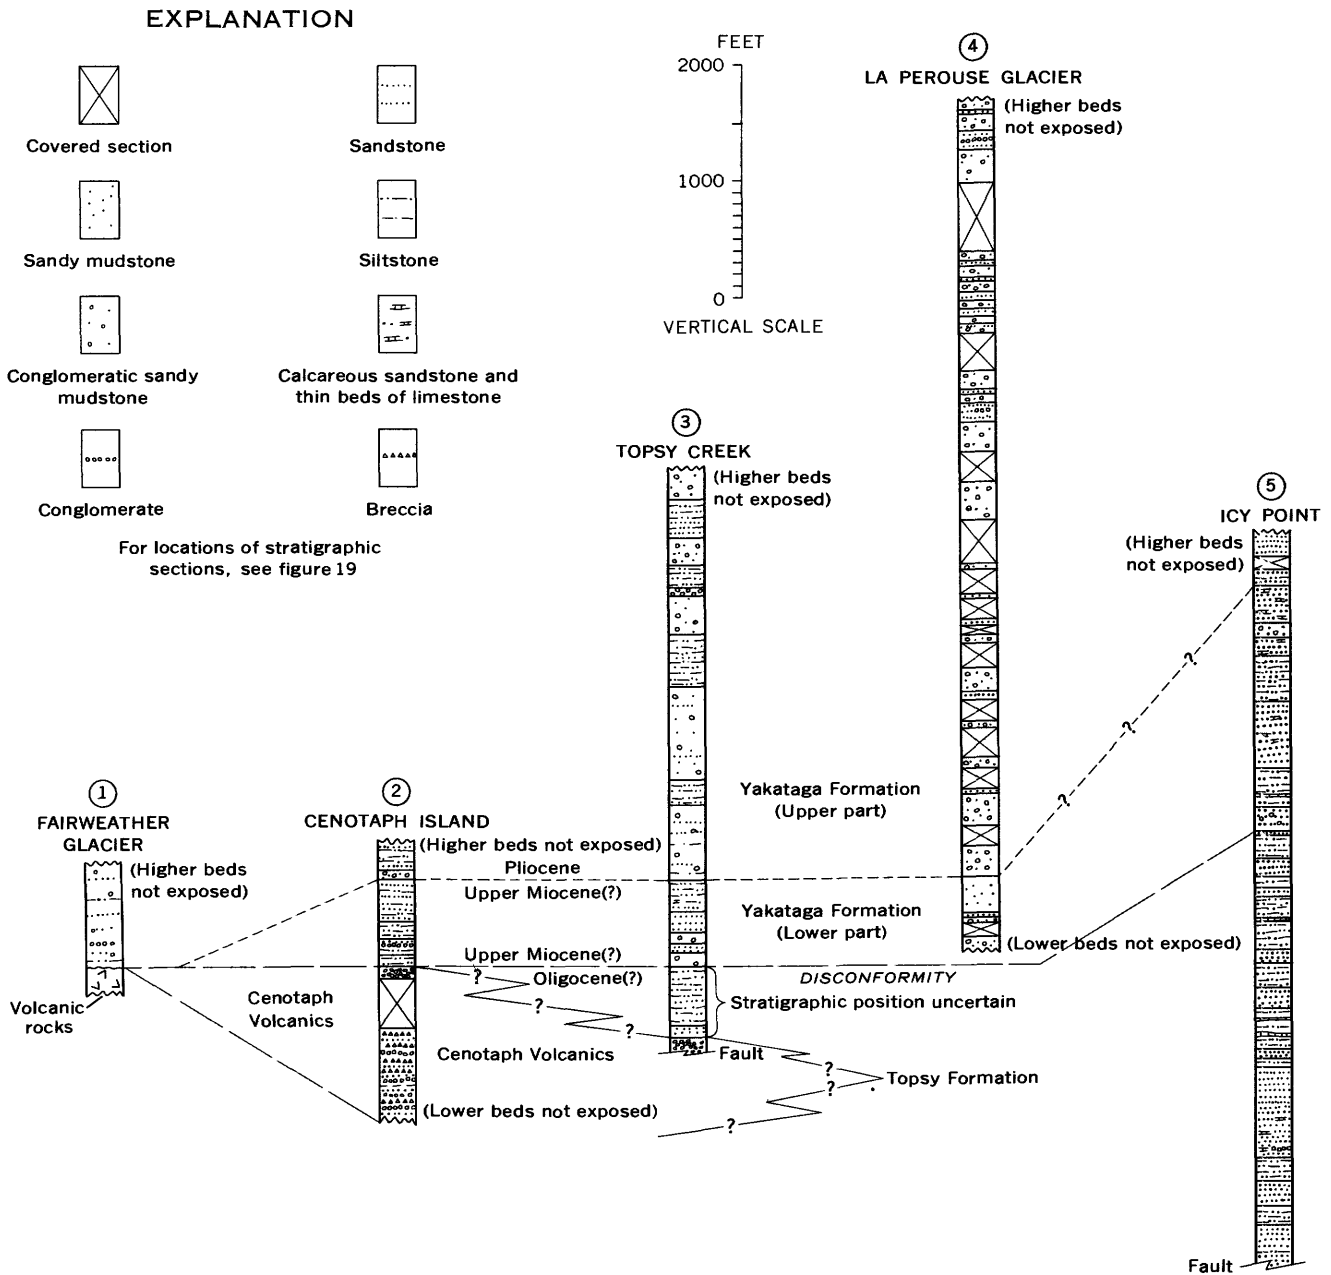 EXPLANATION
Covered section
Sandstone
Sandy mudstone
Siltstone
Conglomeratic sandy
mudstone
Calcareous sandstone and
thin beds of limestone
Conglomerate
Breccia
For locations of stratigraphic
sections, see figure 19
FEET
2000
1000
0
VERTICAL SCALE
1
FAIRWEATHER
GLACIER
(Higher beds
not exposed)
Volcanic
rocks
2
CENOTAPH ISLAND
(Higher beds not exposed)
Pliocene
Upper Miocene(?)
Upper Miocene(?)
Oligocene(?)
Cenotaph
Volcanics
Cenotaph Volcanics
(Lower beds not exposed)
3
TOPSY CREEK
(Higher beds
not exposed)
Yakataga Formation
(Upper part)
Yakataga Formation
(Lower part)
DISCONFORMITY
Stratigraphic position uncertain
Fault
Topsy Formation
?
?
?
?
?
?
4
LA PEROUSE GLACIER
(Higher beds
not exposed)
(Lower beds not exposed)
?
?
?
5
ICY POINT
(Higher beds
not exposed)
Fault